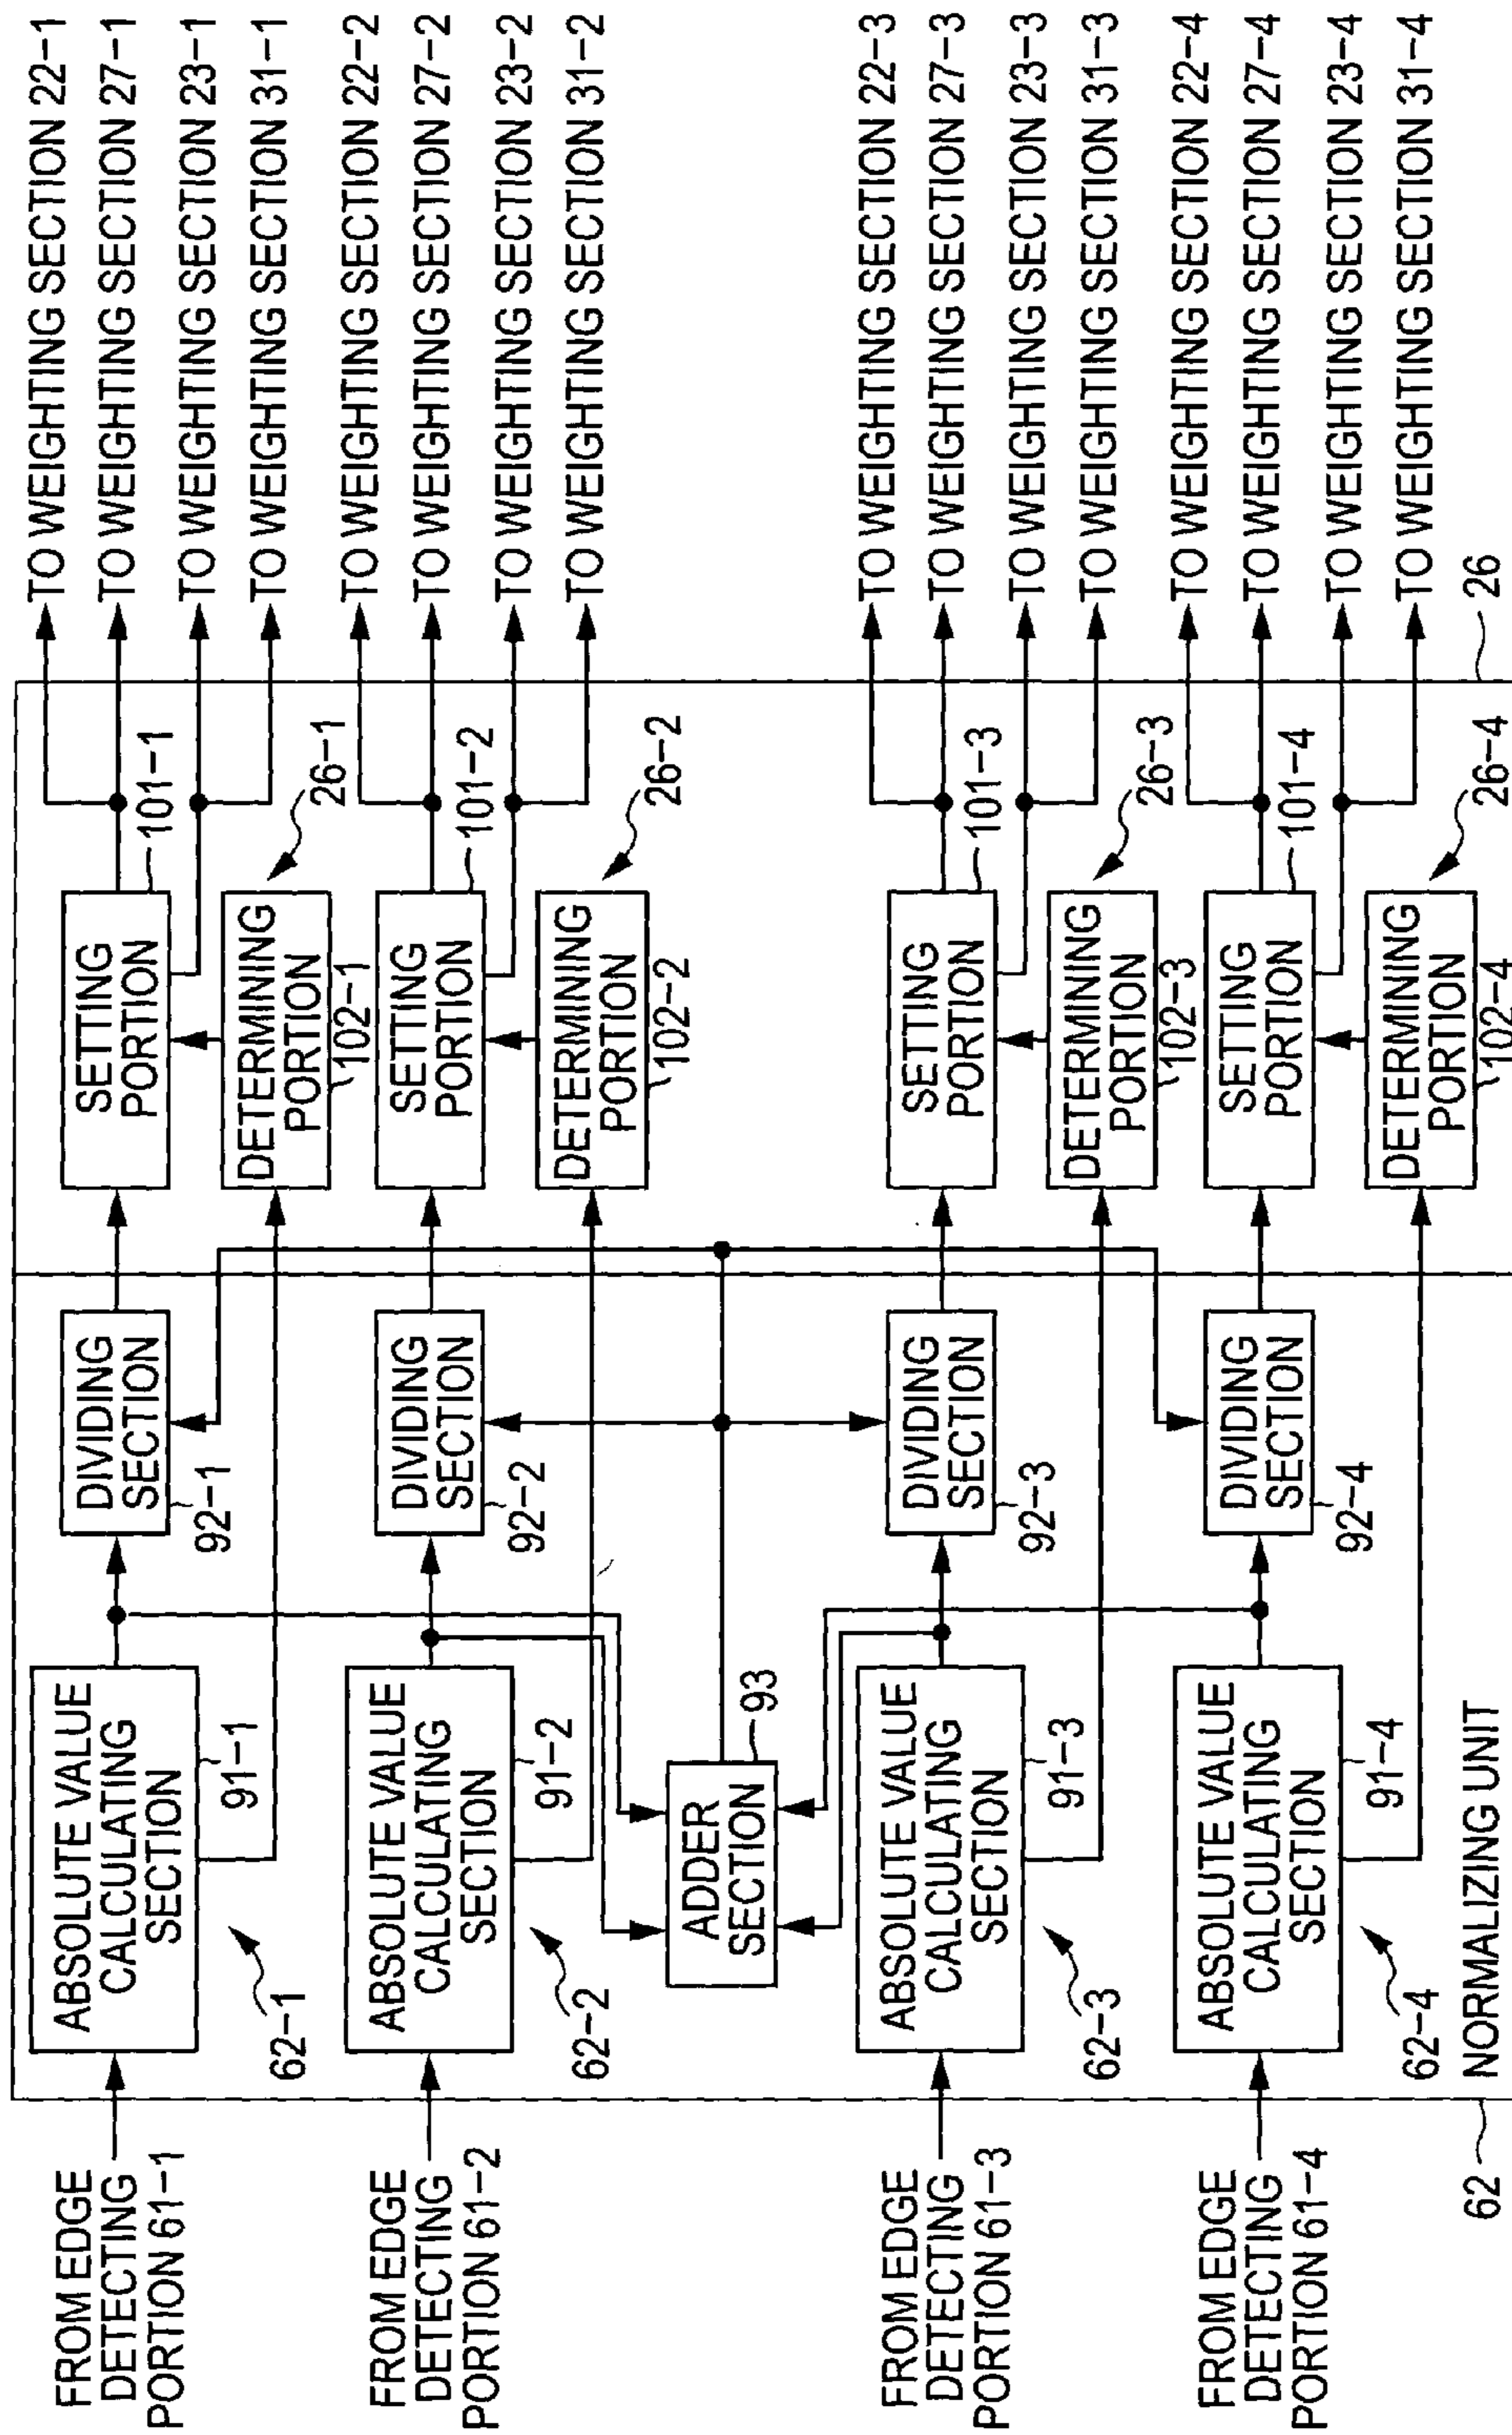 FROM EDGE
DETECTING
PORTION 61-1
ABSOLUTE VALUE
CALCULATING
SECTION
91-1
62-1
DIVIDING
SECTION
92-1
SETTING
PORTION
101-1
DETERMINING
PORTION
102-1
26-1
TO WEIGHTING SECTION 22-1
TO WEIGHTING SECTION 27-1
TO WEIGHTING SECTION 23-1
TO WEIGHTING SECTION 31-1
FROM EDGE
DETECTING
PORTION 61-2
ABSOLUTE VALUE
CALCULATING
SECTION
91-2
62-2
DIVIDING
SECTION
92-2
SETTING
PORTION
101-2
DETERMINING
PORTION
102-2
26-2
TO WEIGHTING SECTION 22-2
TO WEIGHTING SECTION 27-2
TO WEIGHTING SECTION 23-2
TO WEIGHTING SECTION 31-2
ADDER
SECTION
93
FROM EDGE
DETECTING
PORTION 61-3
ABSOLUTE VALUE
CALCULATING
SECTION
91-3
62-3
DIVIDING
SECTION
92-3
SETTING
PORTION
101-3
DETERMINING
PORTION
102-3
26-3
TO WEIGHTING SECTION 22-3
TO WEIGHTING SECTION 27-3
TO WEIGHTING SECTION 23-3
TO WEIGHTING SECTION 31-3
FROM EDGE
DETECTING
PORTION 61-4
ABSOLUTE VALUE
CALCULATING
SECTION
91-4
62-4
DIVIDING
SECTION
92-4
SETTING
PORTION
101-4
DETERMINING
PORTION
102-4
26-4
TO WEIGHTING SECTION 22-4
TO WEIGHTING SECTION 27-4
TO WEIGHTING SECTION 23-4
TO WEIGHTING SECTION 31-4
62
NORMALIZING UNIT
26